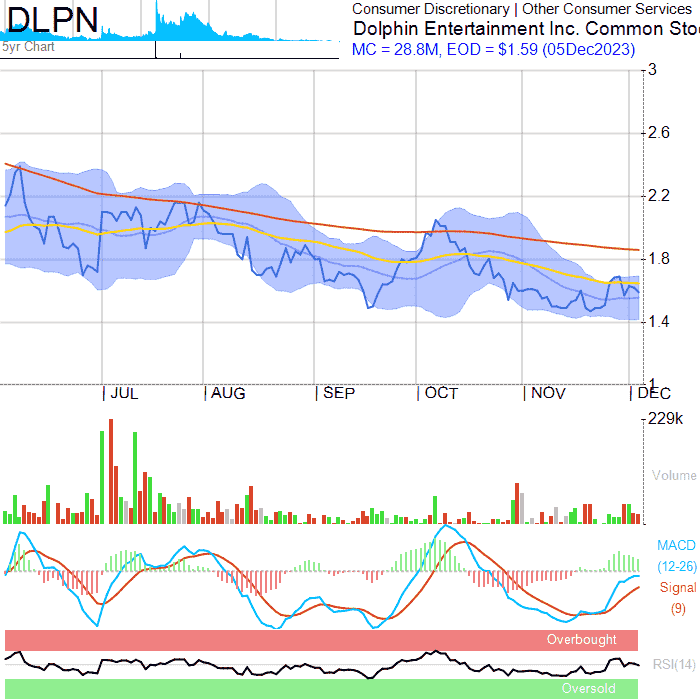 DLPN
5yr Chart
Consumer Discretionary | Other Consumer Services
Dolphin Entertainment Inc. Common Sto
MC = 28.8M, EOD = $1.59 (05Dec2023)
3
2.6
2.2
1.8
1.4
1
JUL AUG SEP OCT NOV DEC
229k
Volume
MACD
(12-26)
Signal
(9)
Overbought
RSI(14)
Oversold